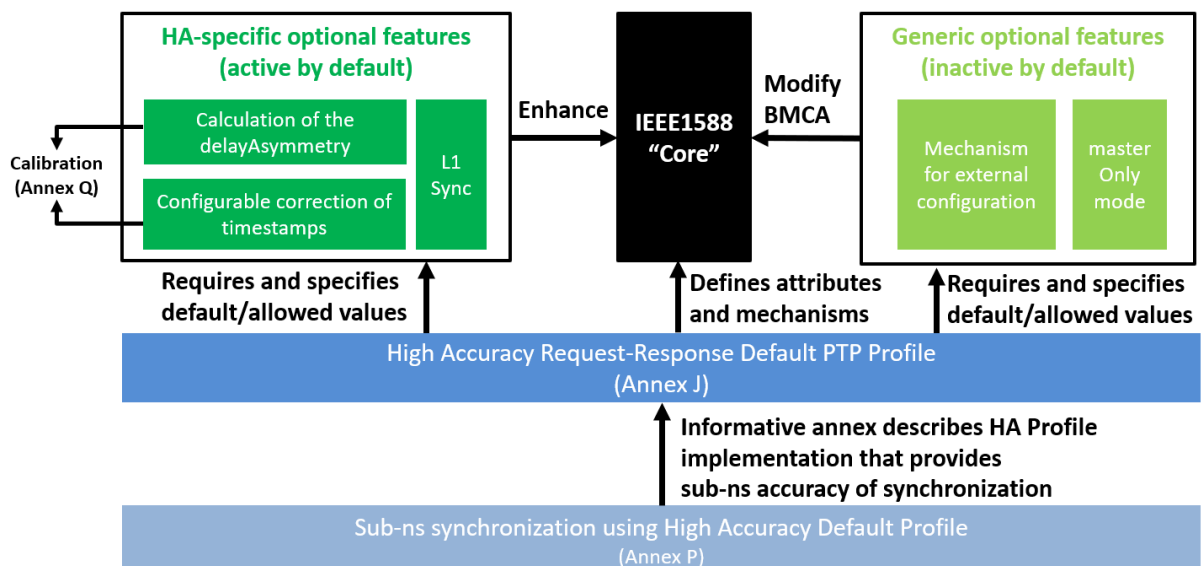 HA-specific optional features
(active by default)
Calculation of the
delayAsymmetry
Configurable correction of
timestamps
L1
Sync
Calibration
(Annex Q)
Enhance
IEEE1588
“Core”
Modify
BMCA
Generic optional features
(inactive by default)
Mechanism
for external
configuration
master
Only
mode
Requires and specifies
default/allowed values
Defines attributes
and mechanisms
Requires and specifies
default/allowed values
High Accuracy Request-Response Default PTP Profile
(Annex J)
Informative annex describes HA Profile
implementation that provides
sub-ns accuracy of synchronization
Sub-ns synchronization using High Accuracy Default Profile
(Annex P)